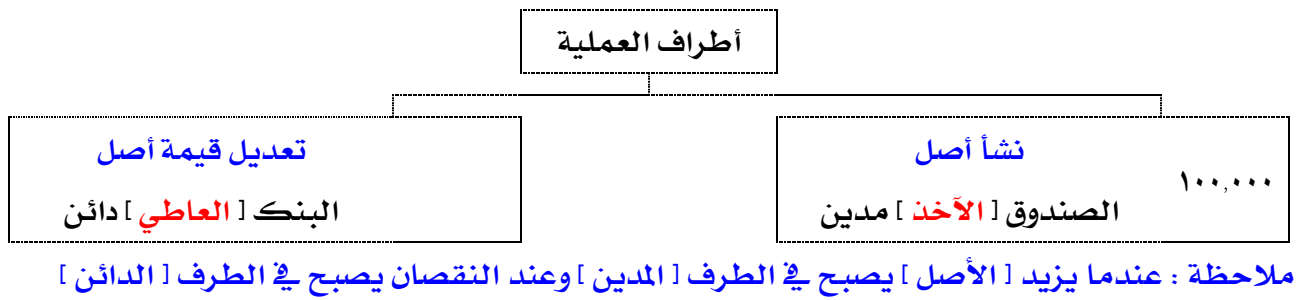 أطراف العملية
نشأ أصل
١٠٠,٠٠٠
الصندوق [ الآخذ ] مدين
تعديل قيمة أصل
البنك [ العاطي ] دائن
ملاحظة : عندما يزيد [ الأصل ] يصبح في الطرف [ المدين ] وعند النقصان يصبح في الطرف [ الدائن ]